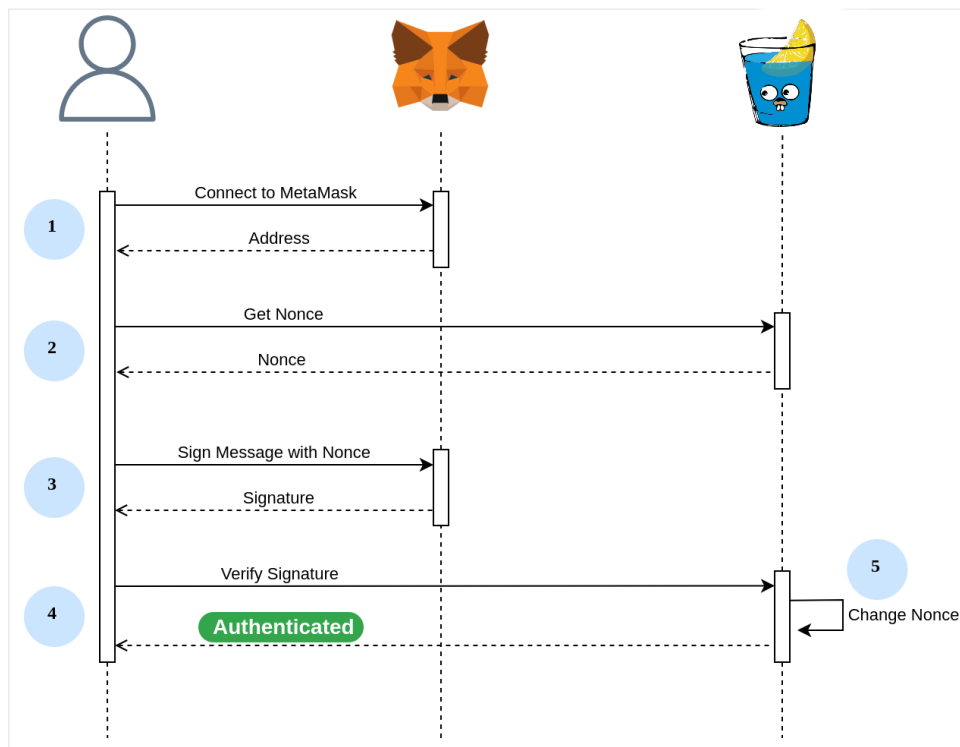 Connect to MetaMask
1
Address
Get Nonce
2
Nonce
Sign Message with Nonce
3
Signature
Verify Signature
5
4
Authenticated
Change Nonce